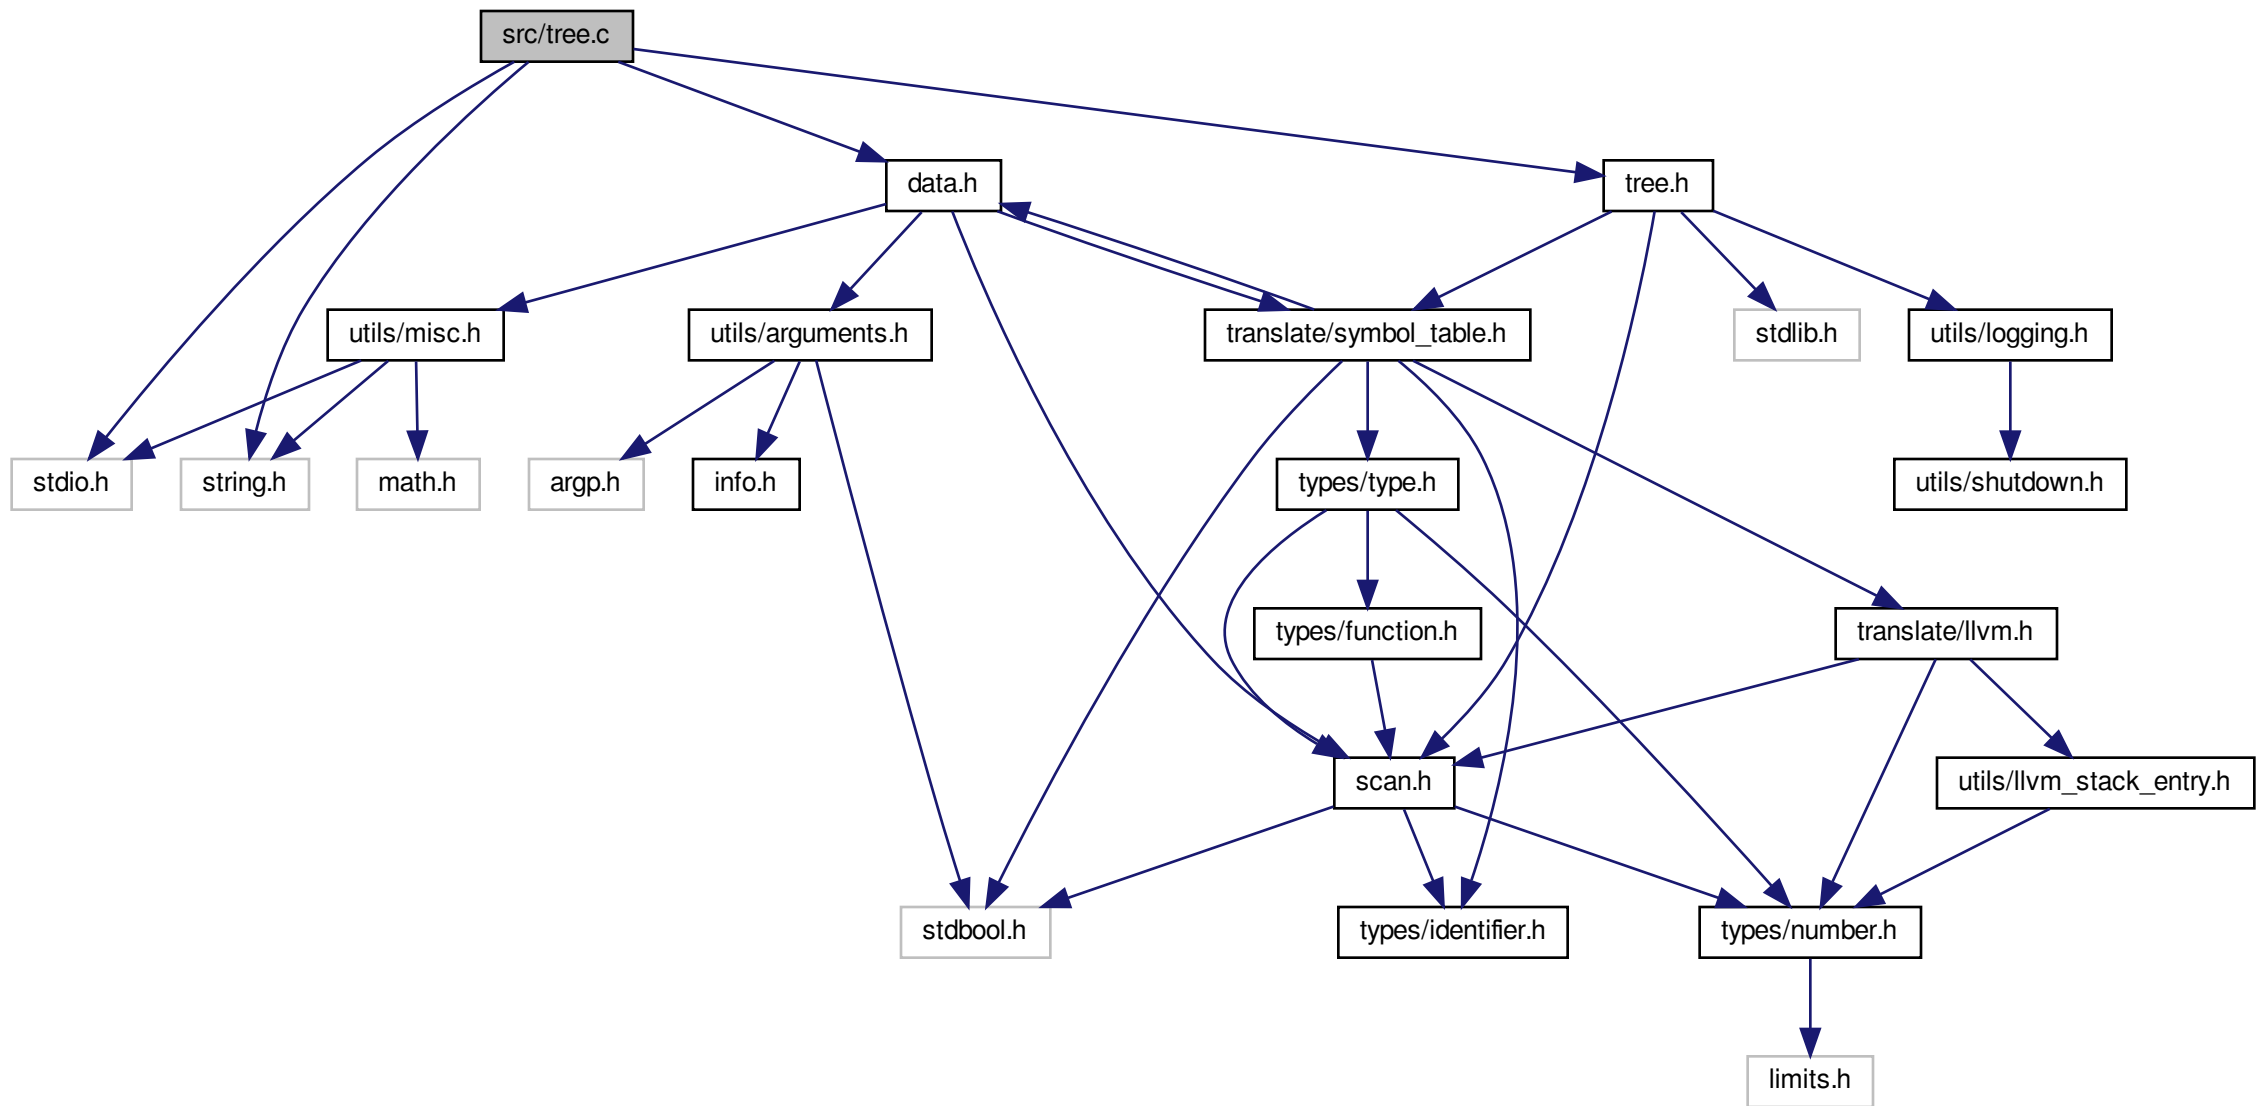 src/tree.c
data.h
tree.h
utils/misc.h
utils/arguments.h
translate/symbol_table.h
stdlib.h
utils/logging.h
stdio.h
string.h
math.h
argp.h
info.h
types/type.h
utils/shutdown.h
types/function.h
translate/llvm.h
scan.h
utils/llvm_stack_entry.h
stdbool.h
types/identifier.h
types/number.h
limits.h